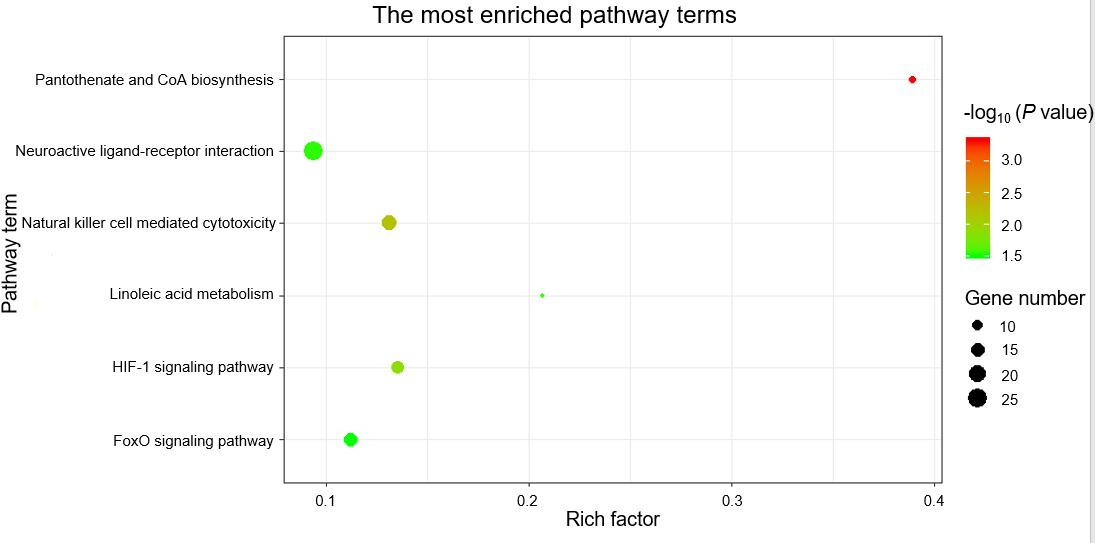 The most enriched pathway terms
Pathway term
Pantothenate and CoA biosynthesis
Neuroactive ligand-receptor interaction
Natural killer cell mediated cytotoxicity
Linoleic acid metabolism
HIF-1 signaling pathway
FoxO signaling pathway
0.1 0.2 0.3 0.4
Rich factor
-log10 (P value)
3.0
2.5
2.0
1.5
Gene number
10
15
20
25